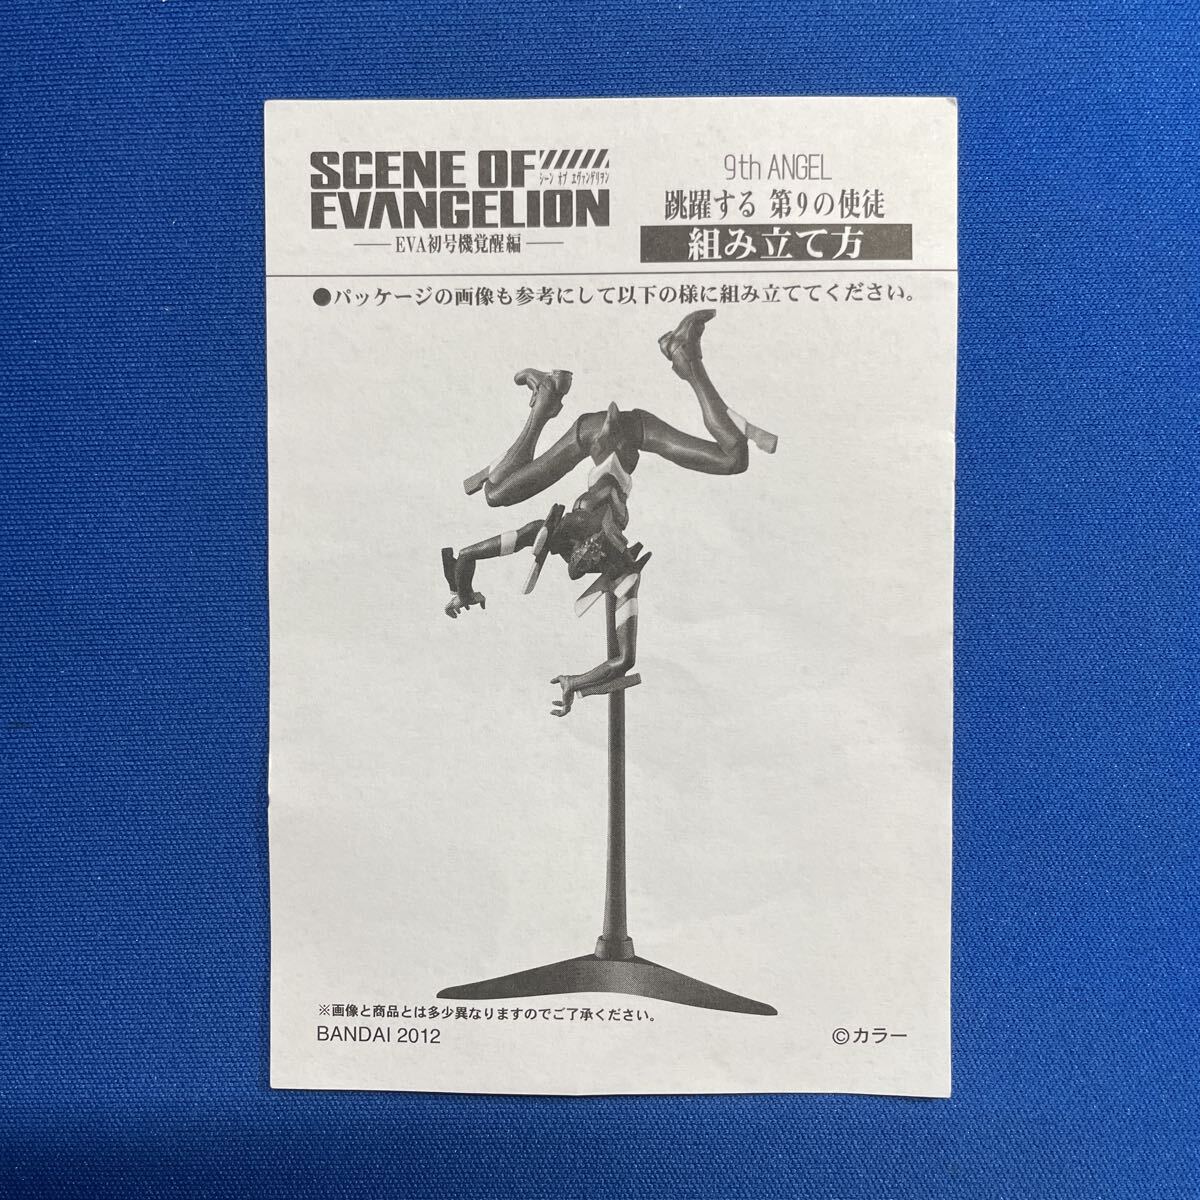 SCENE OF
シーン オブ エヴァンゲリヲン
EVANGELION
EVA初号機覚醒編
9th ANGEL
跳躍する 第9の使徒
組み立て方
●パッケージの画像も参考にして以下の様に組み立ててください。
※画像と商品とは多少異なりますのでご了承ください。
BANDAI 2012
©カラー